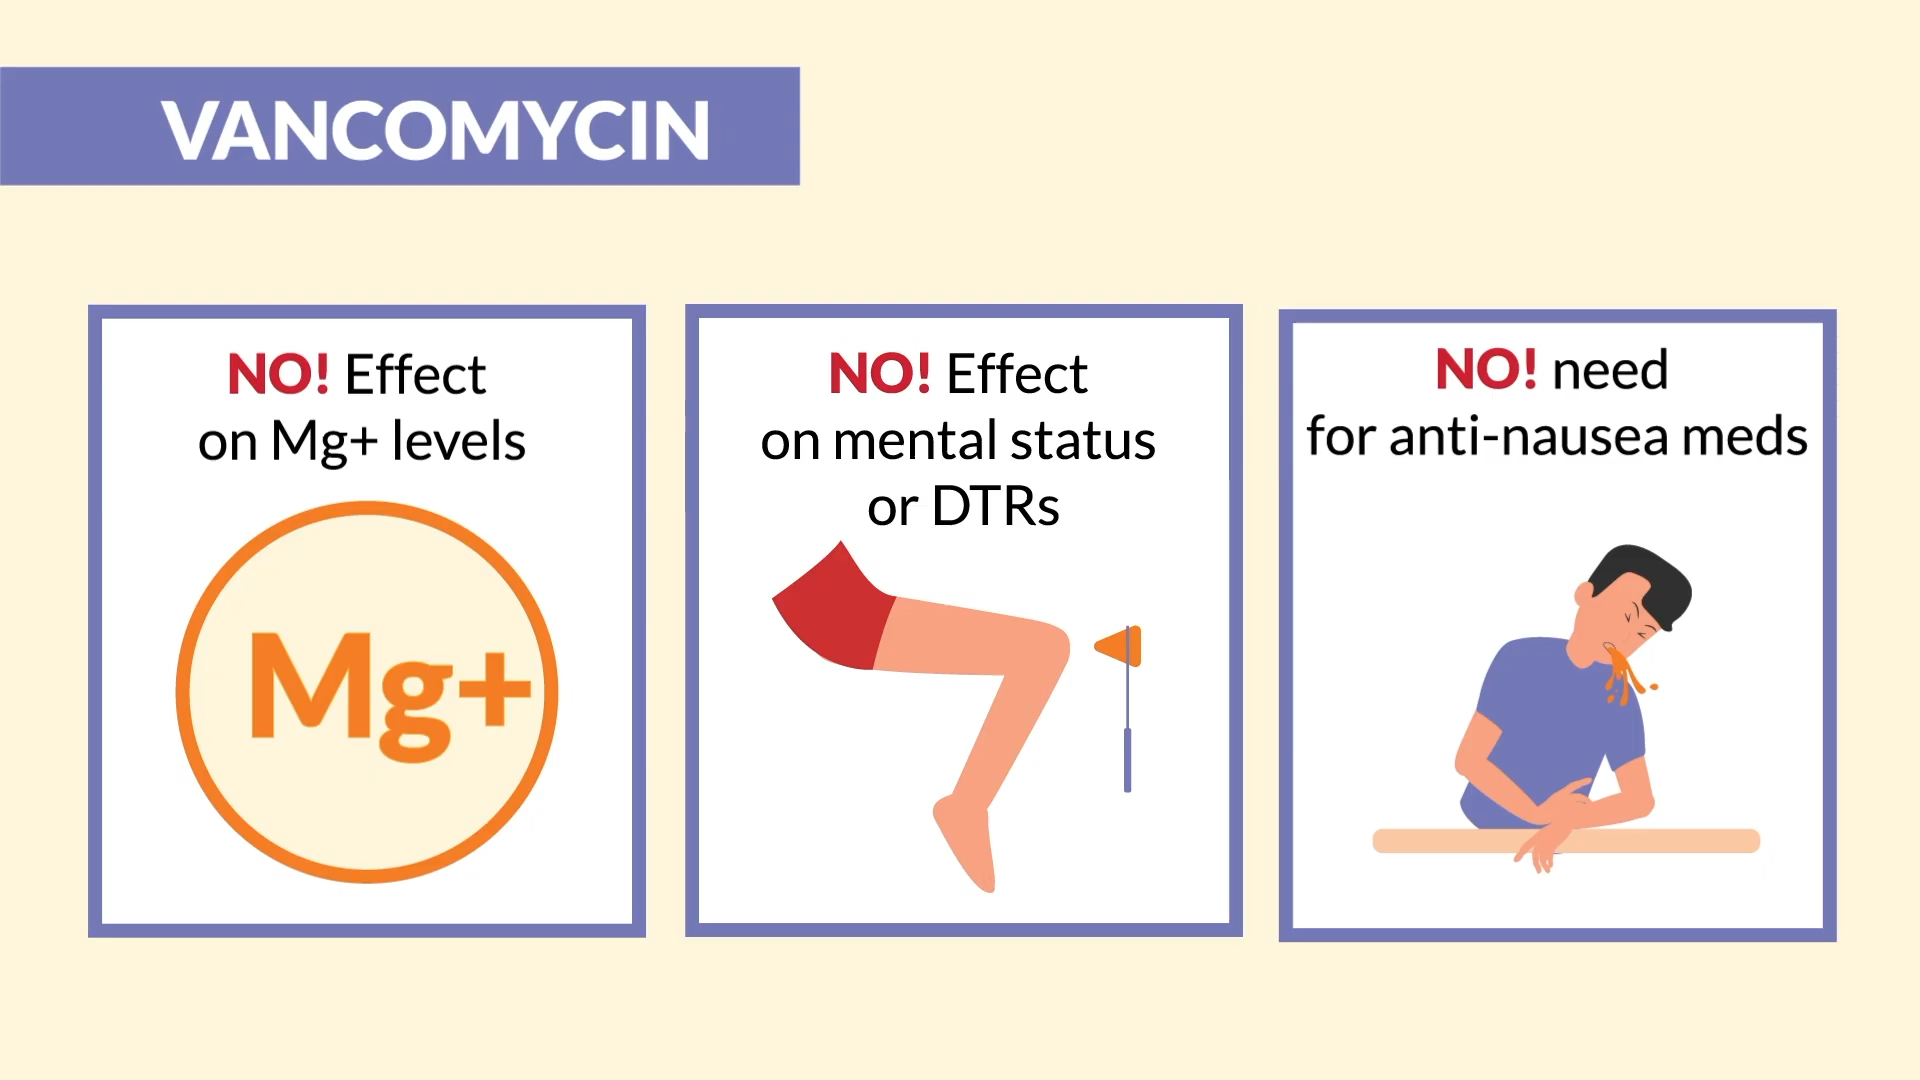 VANCOMYCIN
NO! Effect
on Mg+ levels
Mg+
NO! Effect
on mental status
or DTRs
NO! need
for anti-nausea meds